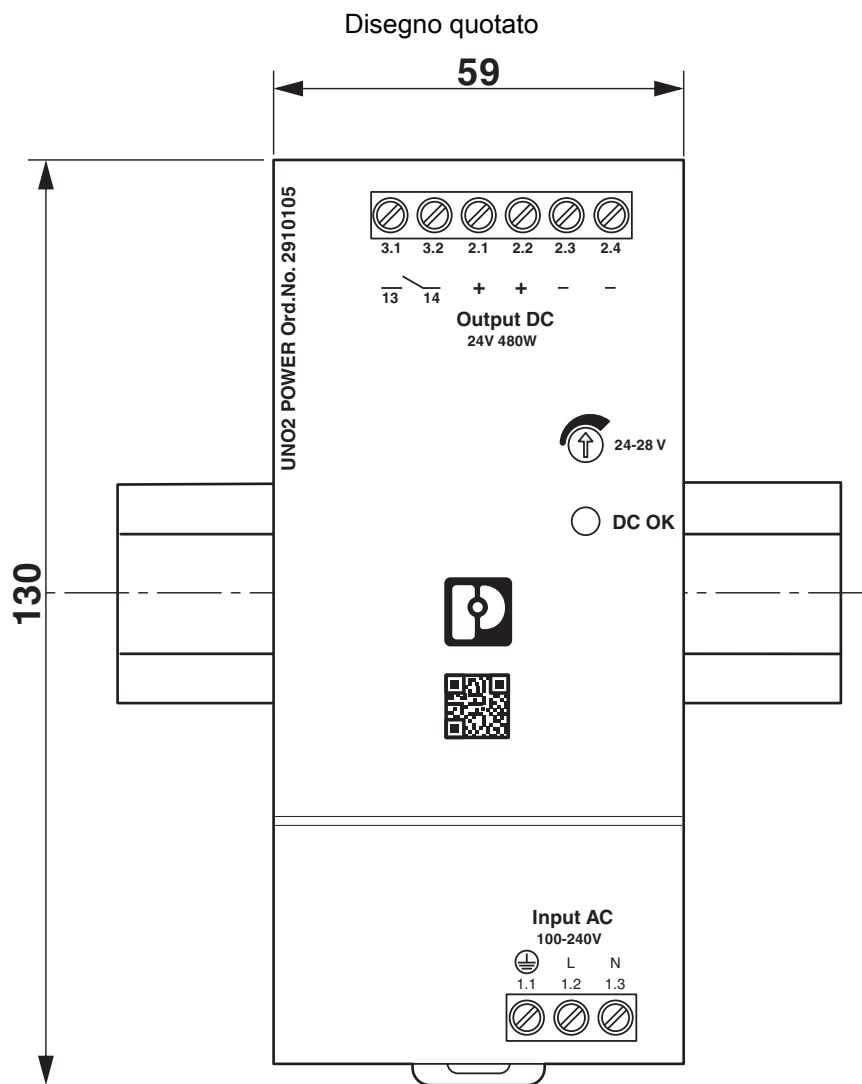 Disegno quotato
59
130
UNO2 POWER Ord.No. 2910105
3.1 3.2 2.1 2.2 2.3 2.4
13 14 + + – –
Output DC
24V 480W
24-28 V
DC OK
Input AC
100-240V
L N
1.1 1.2 1.3